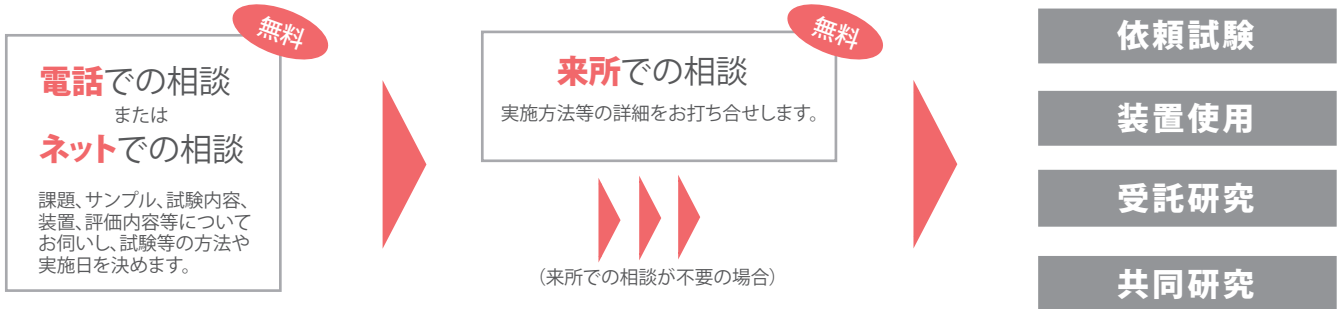 無料
電話での相談
または
ネットでの相談
課題、サンプル、試験内容、
装置、評価内容等について
お伺いし、試験等の方法や
実施日を決めます。
無料
来所での相談
実施方法等の詳細をお打ち合せします。
（来所での相談が不要の場合）
依頼試験
装置使用
受託研究
共同研究